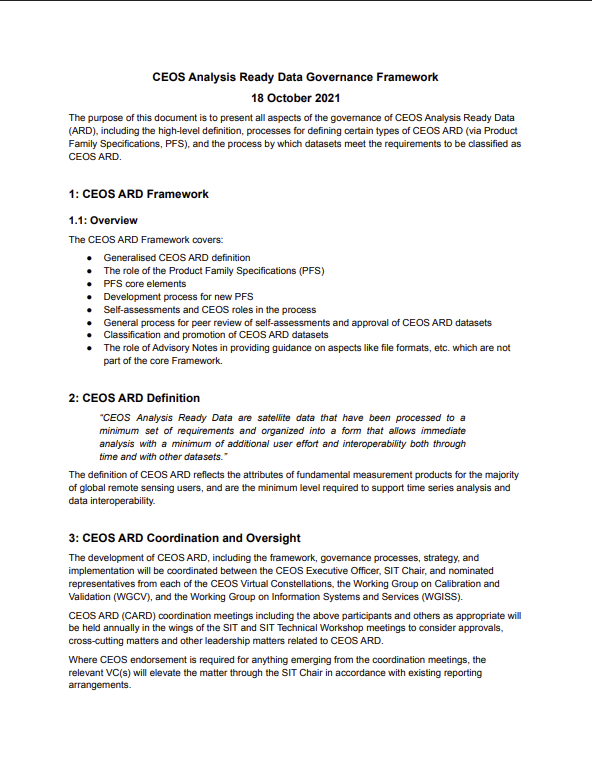 CEOS Analysis Ready Data Governance Framework
18 October 2021
The purpose of this document is to present all aspects of the governance of CEOS Analysis Ready Data
(ARD), including the high-level definition, processes for defining certain types of CEOS ARD (via Product
Family Specifications, PFS), and the process by which datasets meet the requirements to be classified as
CEOS ARD.
1: CEOS ARD Framework
1.1: Overview
The CEOS ARD Framework covers:
● Generalised CEOS ARD definition
● The role of the Product Family Specifications (PFS)
● PFS core elements
● Development process for new PFS
● Self-assessments and CEOS roles in the process
● General process for peer review of self-assessments and approval of CEOS ARD datasets
● Classification and promotion of CEOS ARD datasets
● The role of Advisory Notes in providing guidance on aspects like file formats, etc. which are not
part of the core Framework.
2: CEOS ARD Definition
“CEOS Analysis Ready Data are satellite data that have been processed to a
minimum set of requirements and organized into a form that allows immediate
analysis with a minimum of additional user effort and interoperability both through
time and with other datasets.”
The definition of CEOS ARD reflects the attributes of fundamental measurement products for the majority
of global remote sensing users, and are the minimum level required to support time series analysis and
data interoperability.
3: CEOS ARD Coordination and Oversight
The development of CEOS ARD, including the framework, governance processes, strategy, and
implementation will be coordinated between the CEOS Executive Officer, SIT Chair, and nominated
representatives from each of the CEOS Virtual Constellations, the Working Group on Calibration and
Validation (WGCV), and the Working Group on Information Systems and Services (WGISS).
CEOS ARD (CARD) coordination meetings including the above participants and others as appropriate will
be held annually in the wings of the SIT and SIT Technical Workshop meetings to consider approvals,
cross-cutting matters and other leadership matters related to CEOS ARD.
Where CEOS endorsement is required for anything emerging from the coordination meetings, the
relevant VC(s) will elevate the matter through the SIT Chair in accordance with existing reporting
arrangements.